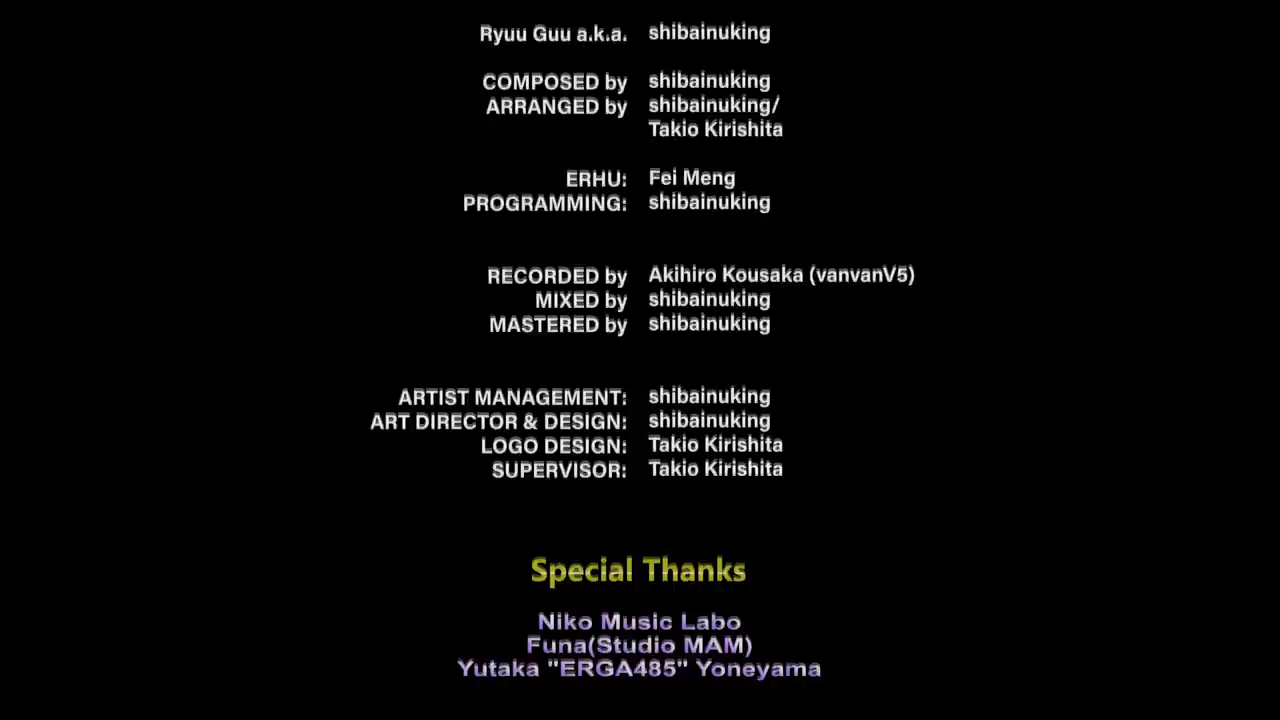 Ryuu Guu a.k.a. shibainuking
COMPOSED by shibainuking
ARRANGED by shibainuking/
Takio Kirishita
ERHU: Fei Meng
PROGRAMMING: shibainuking
RECORDED by Akihiro Kousaka (vanvanV5)
MIXED by shibainuking
MASTERED by shibainuking
ARTIST MANAGEMENT: shibainuking
ART DIRECTOR & DESIGN: shibainuking
LOGO DESIGN: Takio Kirishita
SUPERVISOR: Takio Kirishita
Special Thanks
Niko Music Labo
Funa(Studio MAM)
Yutaka "ERGA485" Yoneyama